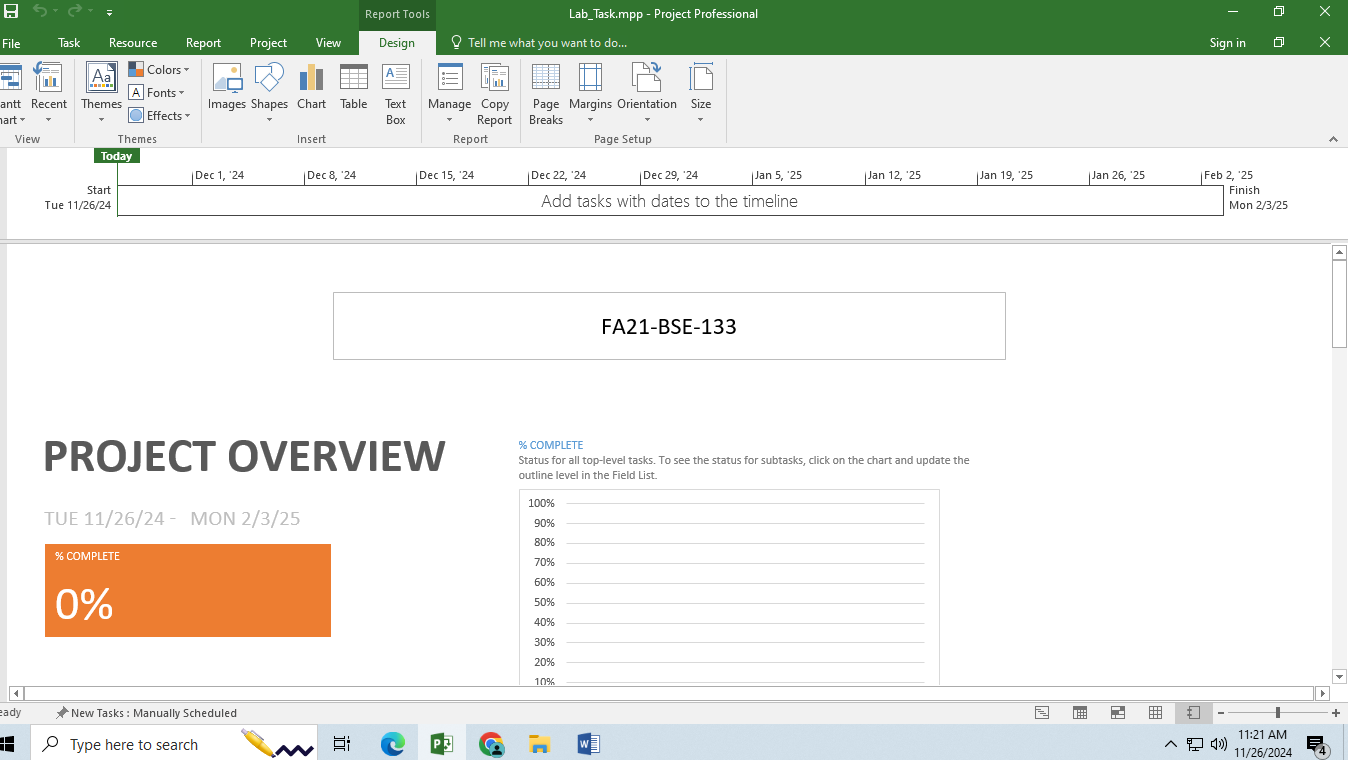 Report Tools
Lab_Task.mpp - Project Professional
File Task Resource Report Project View Design Tell me what you want to do... Sign in
antt
hart
Recent
View
Themes
Colors
Fonts
Effects
Themes
Images Shapes Chart Table Text
Box
Insert
Manage Copy
Report
Report
Page
Breaks
Margins Orientation Size
Page Setup
Today
Dec 1, '24 Dec 8, '24 Dec 15, '24 Dec 22, '24 Dec 29, '24 Jan 5, '25 Jan 12, '25 Jan 19, '25 Jan 26, '25 Feb 2, '25
Start
Tue 11/26/24
Add tasks with dates to the timeline
Finish
Mon 2/3/25
FA21-BSE-133
PROJECT OVERVIEW
TUE 11/26/24 - MON 2/3/25
% COMPLETE
0%
% COMPLETE
Status for all top-level tasks. To see the status for subtasks, click on the chart and update the
outline level in the Field List.
100%
90%
80%
70%
60%
50%
40%
30%
20%
10%
eady
New Tasks : Manually Scheduled
Type here to search
11:21 AM
11/26/2024
4